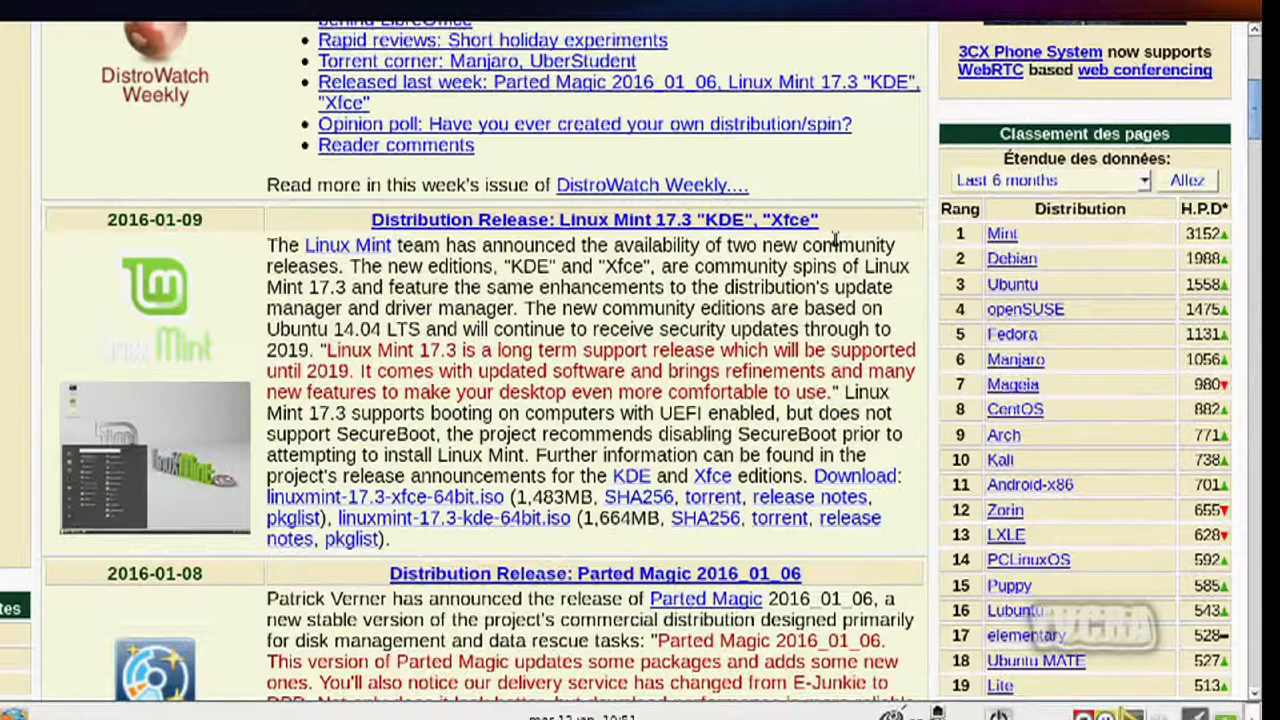 behind LibreOffice
• Rapid reviews: Short holiday experiments
• Torrent corner: Manjaro, UberStudent
• Released last week: Parted Magic 2016_01_06, Linux Mint 17.3 "KDE",
"Xfce"
• Opinion poll: Have you ever created your own distribution/spin?
• Reader comments
DistroWatch
Weekly
Read more in this week's issue of DistroWatch Weekly....
2016-01-09
Distribution Release: Linux Mint 17.3 "KDE", "Xfce"
The Linux Mint team has announced the availability of two new community
releases. The new editions, "KDE" and "Xfce", are community spins of Linux
Mint 17.3 and feature the same enhancements to the distribution's update
manager and driver manager. The new community editions are based on
Ubuntu 14.04 LTS and will continue to receive security updates through to
2019. "Linux Mint 17.3 is a long term support release which will be supported
until 2019. It comes with updated software and brings refinements and many
new features to make your desktop even more comfortable to use." Linux
Mint 17.3 supports booting on computers with UEFI enabled, but does not
support SecureBoot, the project recommends disabling SecureBoot prior to
attempting to install Linux Mint. Further information can be found in the
project's release announcements for the KDE and Xfce editions. Download:
linuxmint-17.3-xfce-64bit.iso (1,483MB, SHA256, torrent, release notes,
pkglist), linuxmint-17.3-kde-64bit.iso (1,664MB, SHA256, torrent, release
notes, pkglist).
Linux Mint
2016-01-08
Distribution Release: Parted Magic 2016_01_06
Patrick Verner has announced the release of Parted Magic 2016_01_06, a
new stable version of the project's commercial distribution designed primarily
for disk management and data rescue tasks: "Parted Magic 2016_01_06.
This version of Parted Magic updates some packages and adds some new
ones. You'll also notice our delivery service has changed from E-Junkie to
3CX Phone System now supports
WebRTC based web conferencing
Classement des pages
Étendue des données:
Last 6 months Allez
Rang Distribution H.P.D*
1 Mint 3152
2 Debian 1988
3 Ubuntu 1558
4 openSUSE 1475
5 Fedora 1131
6 Manjaro 1056
7 Mageia 980
8 CentOS 882
9 Arch 771
10 Kali 738
11 Android-x86 701
12 Zorin 655
13 LXLE 628
14 PCLinuxOS 592
15 Puppy 585
16 Lubuntu 543
17 elementary 528
18 Ubuntu MATE 527
19 Lite 513